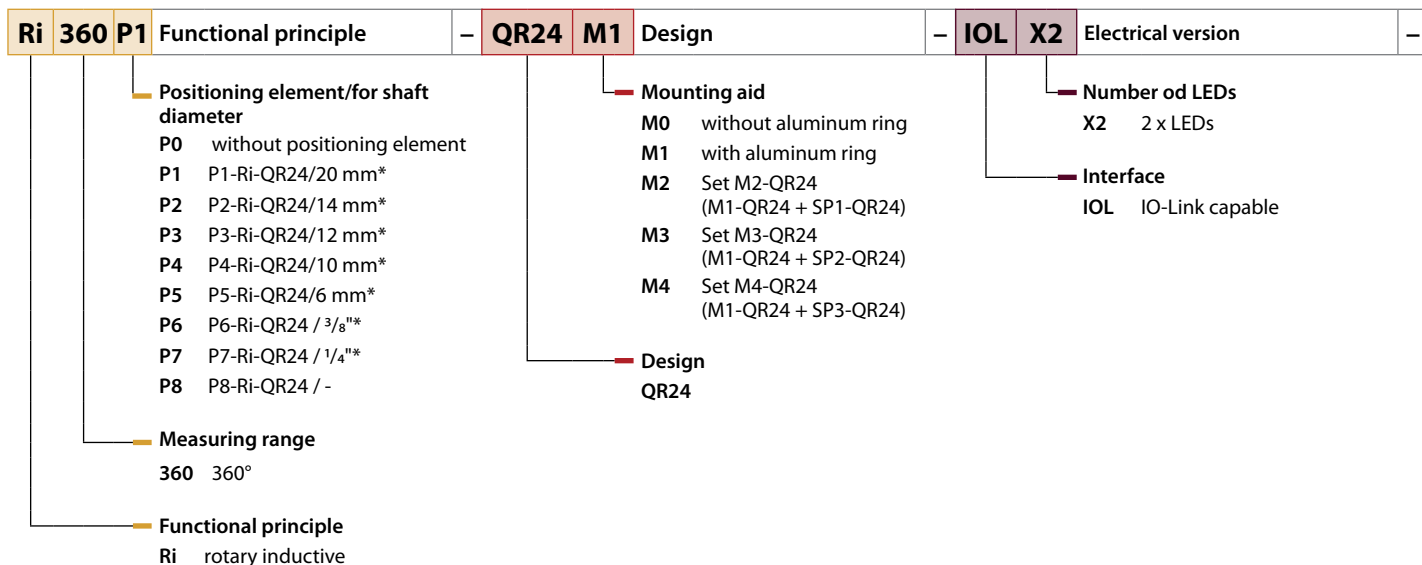 Ri 360 P1 Functional principle – QR24 M1 Design – IOL X2 Electrical version –
Positioning element/for shaft
diameter
P0 without positioning element
P1 P1-Ri-QR24/20 mm*
P2 P2-Ri-QR24/14 mm*
P3 P3-Ri-QR24/12 mm*
P4 P4-Ri-QR24/10 mm*
P5 P5-Ri-QR24/6 mm*
P6 P6-Ri-QR24 / 3/8"*
P7 P7-Ri-QR24 / 1/4"*
P8 P8-Ri-QR24 / -
Measuring range
360 360°
Functional principle
Ri rotary inductive
Mounting aid
M0 without aluminum ring
M1 with aluminum ring
M2 Set M2-QR24
(M1-QR24 + SP1-QR24)
M3 Set M3-QR24
(M1-QR24 + SP2-QR24)
M4 Set M4-QR24
(M1-QR24 + SP3-QR24)
Design
QR24
Number od LEDs
X2 2 x LEDs
Interface
IOL IO-Link capable